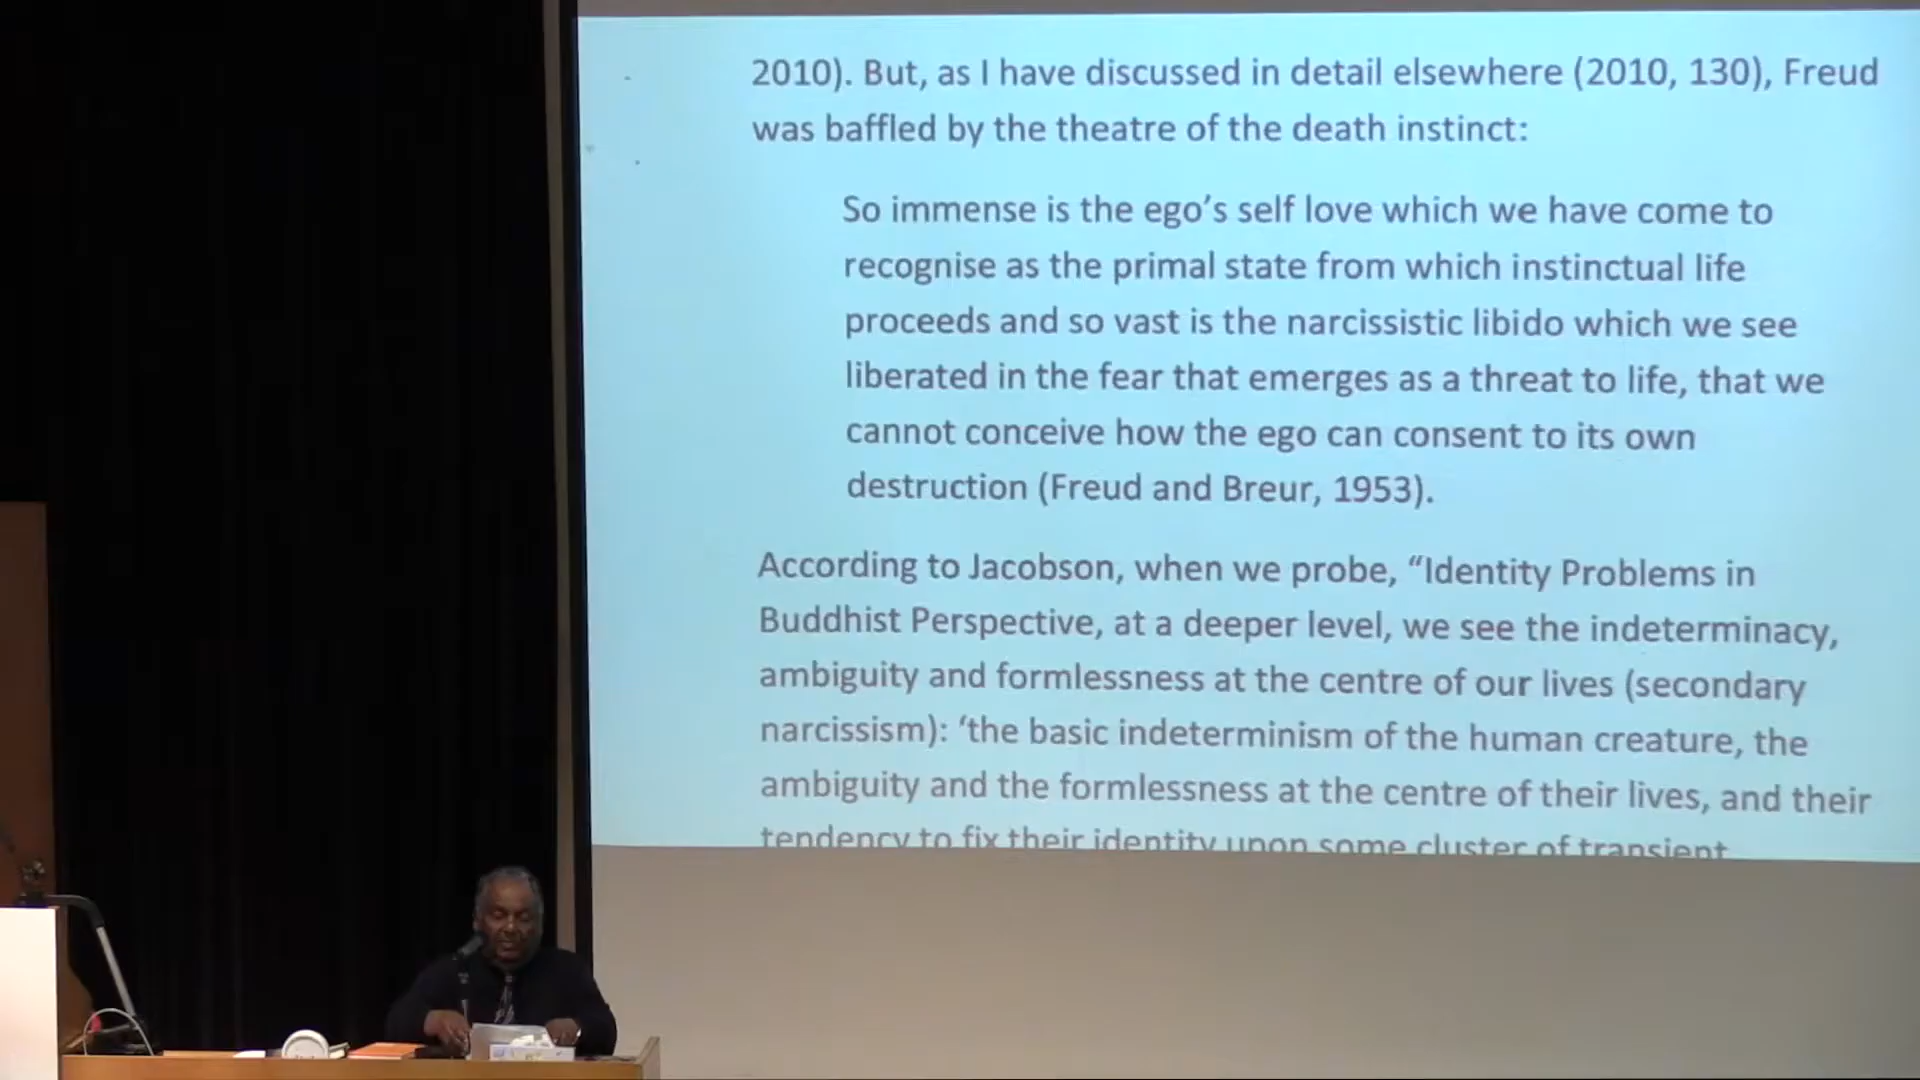 2010). But, as I have discussed in detail elsewhere (2010, 130), Freud
was baffled by the theatre of the death instinct:
So immense is the ego’s self love which we have come to
recognise as the primal state from which instinctual life
proceeds and so vast is the narcissistic libido which we see
liberated in the fear that emerges as a threat to life, that we
cannot conceive how the ego can consent to its own
destruction (Freud and Breur, 1953).
According to Jacobson, when we probe, “Identity Problems in
Buddhist Perspective, at a deeper level, we see the indeterminacy,
ambiguity and formlessness at the centre of our lives (secondary
narcissism): ‘the basic indeterminism of the human creature, the
ambiguity and the formlessness at the centre of their lives, and their
tendency to fix their identity upon some cluster of transient